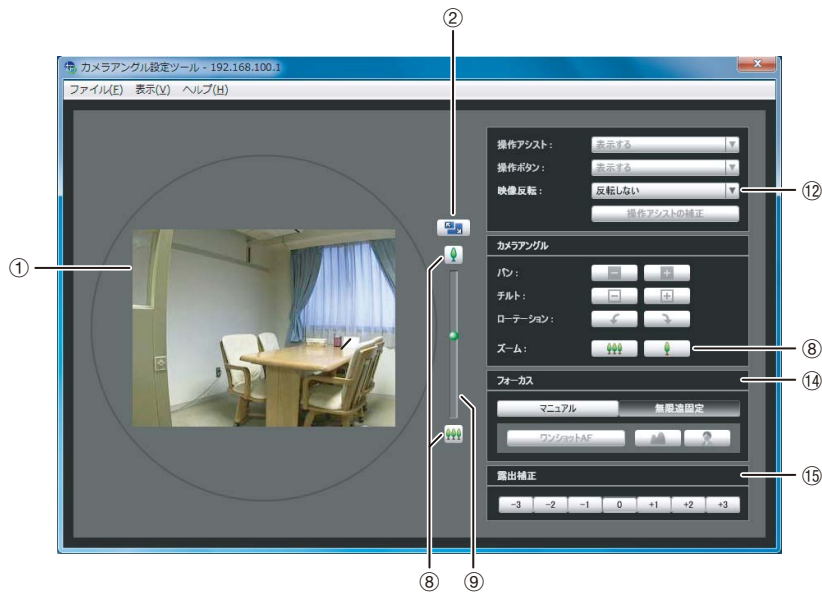 ②
カメラアングル設定ツール - 192.168.100.1
ファイル(F) 表示(V) ヘルプ(H)
操作アシスト： 表示する
操作ボタン： 表示する
映像反転： 反転しない
⑫
操作アシストの補正
①
カメラアングル
パン：
チルト：
ローテーション：
ズーム：
⑧
フォーカス
⑭
マニュアル 無限遠固定
ワンショットAF
露出補正
⑮
-3 -2 -1 0 +1 +2 +3
⑧ ⑨